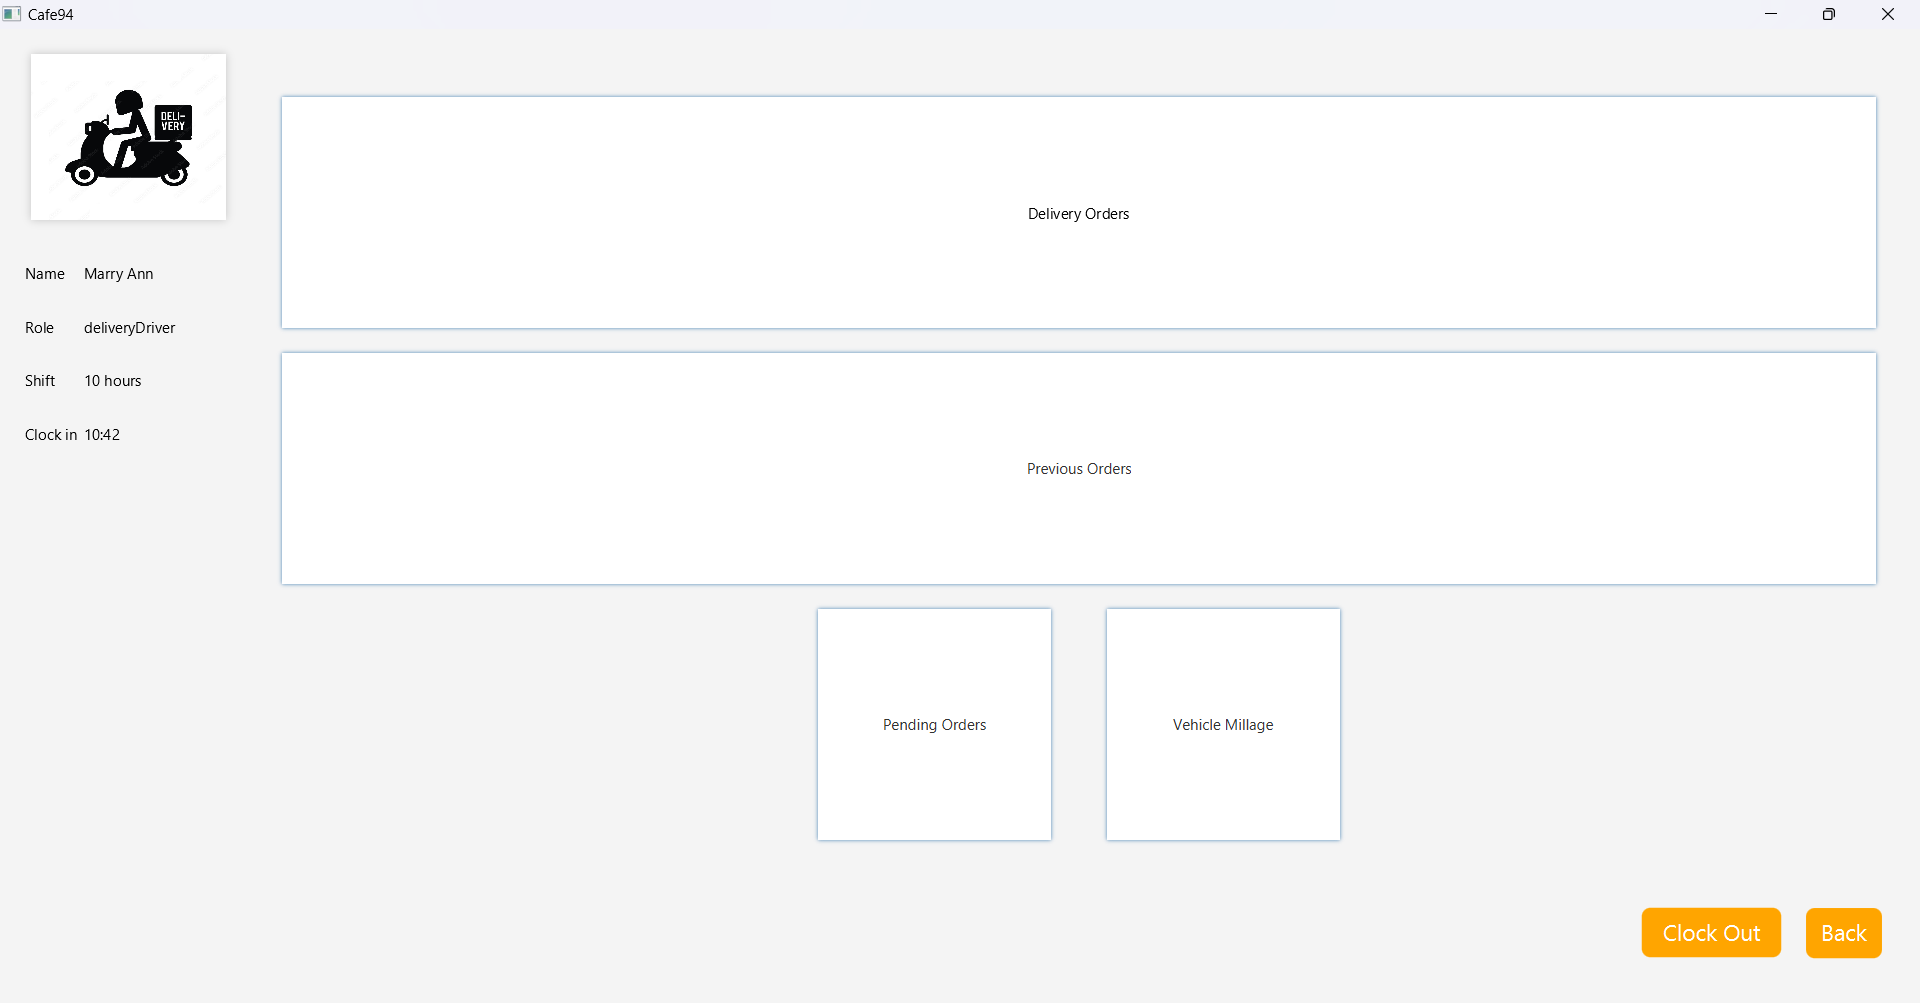 Cafe94
DELI-
VERY
Name Marry Ann
Role deliveryDriver
Shift 10 hours
Clock in 10:42
Delivery Orders
Previous Orders
Pending Orders
Vehicle Millage
Clock Out
Back